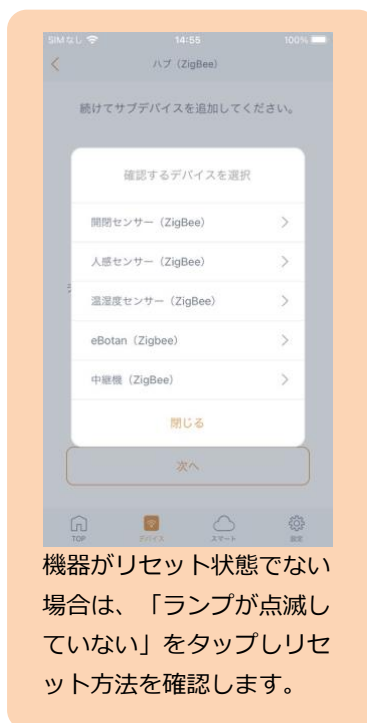 SIMなし 14:55 100%
ハブ（ZigBee）
続けてサブデバイスを追加してください。
確認するデバイスを選択
開閉センサー（ZigBee）
人感センサー（ZigBee）
温湿度センサー（ZigBee）
eBotan（Zigbee）
中継機（ZigBee）
閉じる
次へ
TOP デバイス スマート 設定
機器がリセット状態でない
場合は、「ランプが点滅し
ていない」をタップしリセ
ット方法を確認します。